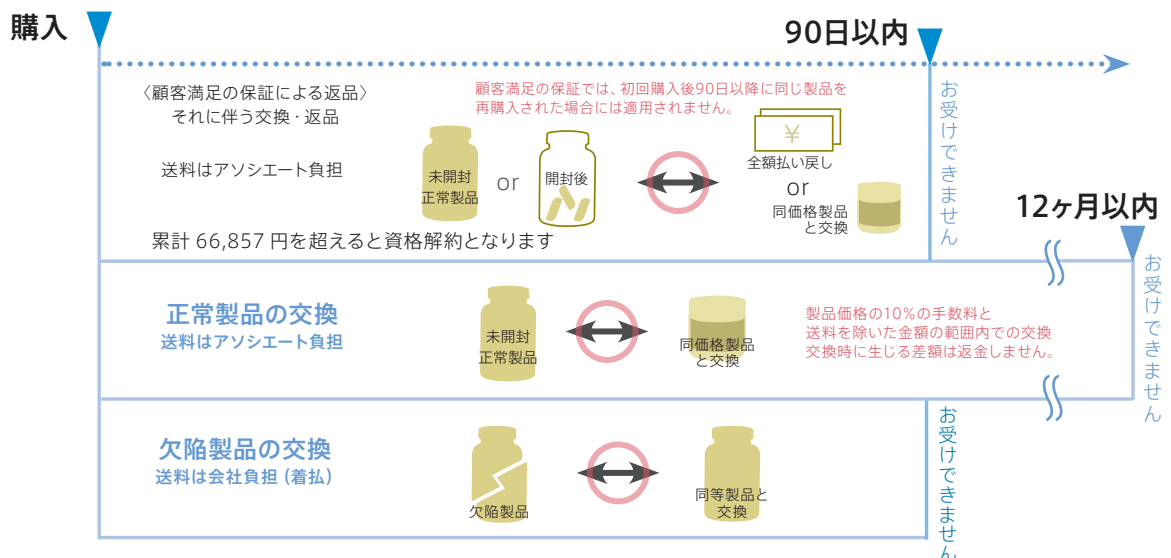 購入
90日以内
〈顧客満足の保証による返品〉
それに伴う交換・返品
顧客満足の保証では、初回購入後90日以降に同じ製品を
再購入された場合には適用されません。
送料はアソシエート負担
未開封
正常製品
or
開封後
¥
全額払い戻し
or
同価格製品
と交換
累計 66,857 円を超えると資格解約となります
お受けできません
12ヶ月以内
正常製品の交換
送料はアソシエート負担
未開封
正常製品
同価格製品
と交換
製品価格の10%の手数料と
送料を除いた金額の範囲内での交換
交換時に生じる差額は返金しません。
お受けできません
欠陥製品の交換
送料は会社負担 (着払)
欠陥製品
同等製品と
交換
お受けできません